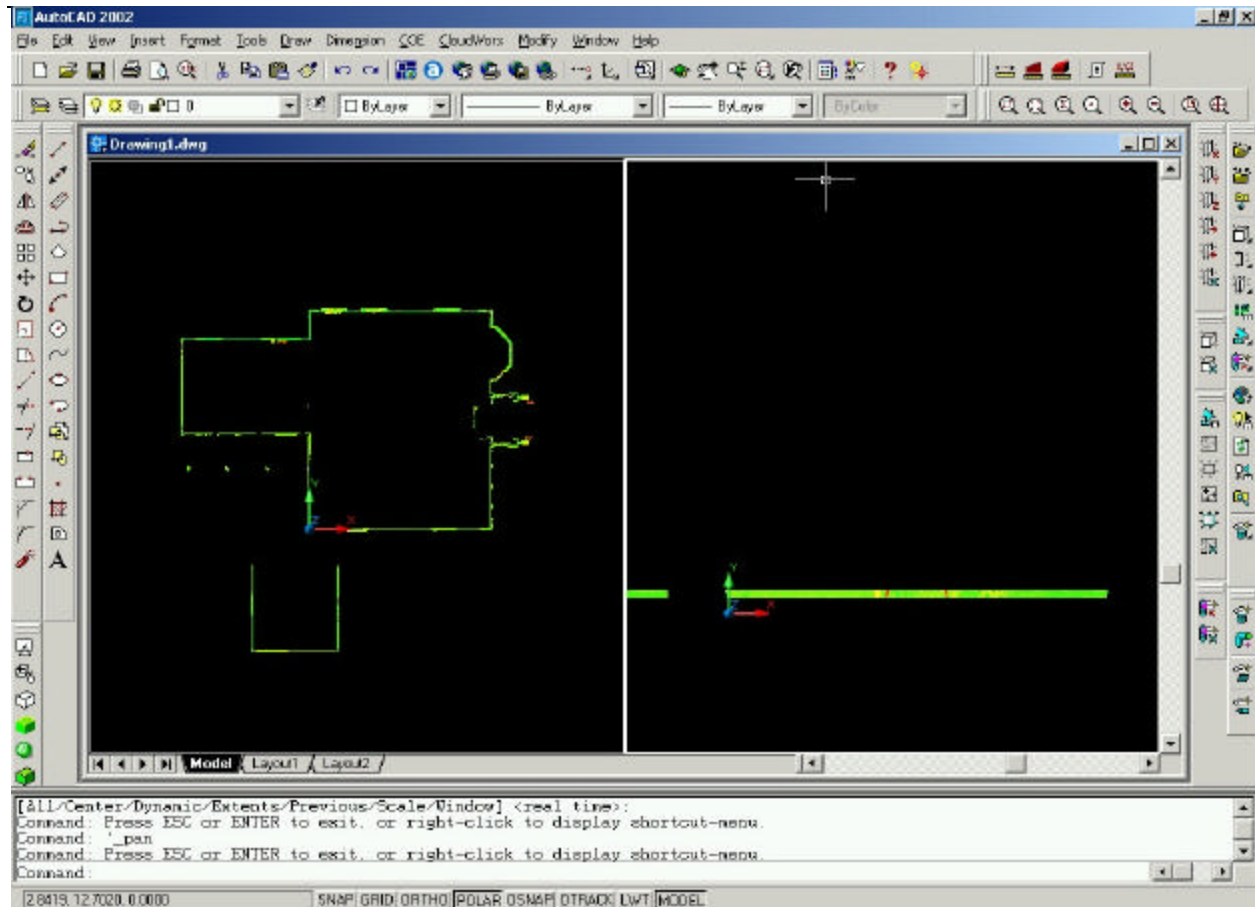 AutoCAD 2002
File Edit View Insert Format Tools Draw Dimension COE CloudWorx Modify Window Help
0 ByLayer ByLayer ByLayer ByColor
Drawing1.dwg
Y
Z X
Y
Z X
A
Model Layout1 Layout2
[All/Center/Dynamic/Extents/Previous/Scale/Window] <real time>:
Command: Press ESC or ENTER to exit, or right-click to display shortcut-menu.
Command: '_pan
Command: Press ESC or ENTER to exit, or right-click to display shortcut-menu.
Command:
2.8419, 12.7020, 0.0000 SNAP GRID ORTHO POLAR OSNAP OTRACK LWT MODEL